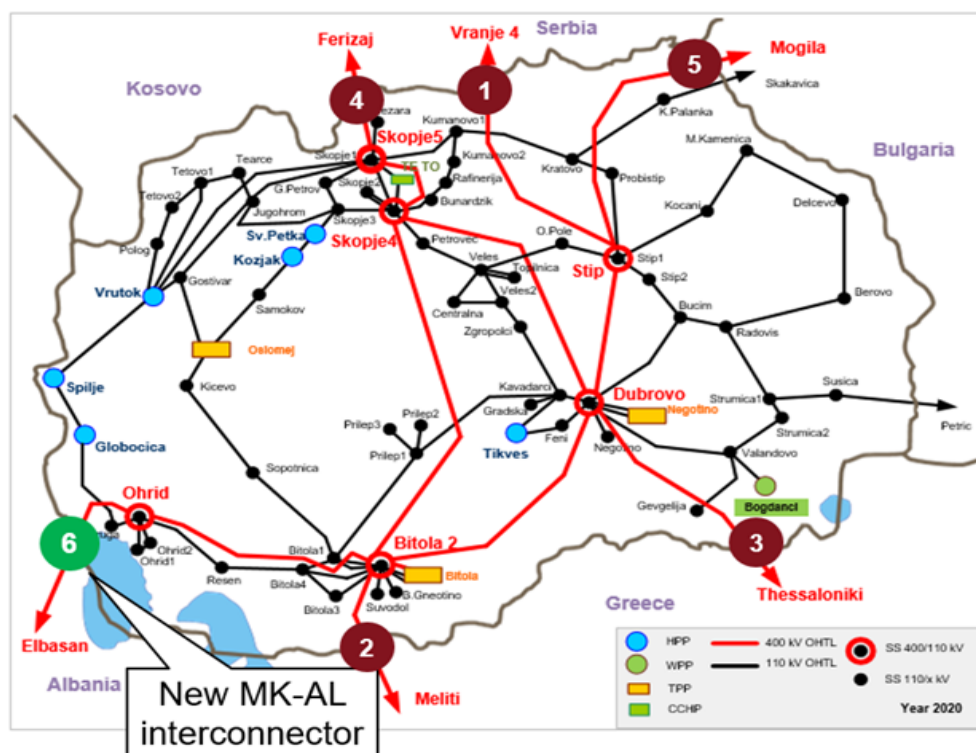 Serbia
Ferizaj
Vranje 4
Mogila
5
Skakavica
Kosovo
4
1
K.Palanka
Kumanovo1
M.Kamenica
Skopje5
Bulgaria
Skopje1
TE TO
Kumanovo2
Kratovo
Tearce
Tetovo1
G.Petrov
Skopje2
Rafinerija
Probistip
Tetovo2
Jugohrom
Skopje3
Bunardzik
Kocani
Delcevo
Sv.Petka
Skopje4
Petrovec
O.Pole
Polog
Kozjak
Veles
Stip
Stip1
Gostivar
Topilnica
Stip2
Vrutok
Samokov
Veles2
Centralna
Bucim
Berovo
Zgropolci
Radovis
Oslomej
Spilje
Kicevo
Kavadarci
Dubrovo
Negotino
Strumica1
Susica
Gradska
Prilep3
Prilep2
Petric
Globocica
Tikves
Feni
Negotino
Strumica2
Prilep1
Valandovo
Sopotnica
Gevgelija
Bogdanci
Ohrid
6
Ohrid2
Ohrid1
Bitola1
Bitola 2
3
Resen
Bitola4
Bitola
B.Gneotino
Bitola3
Suvodol
Thessaloniki
Greece
Elbasan
2
Albania
Meliti
New MK-AL
interconnector
HPP
400 kV OHTL
SS 400/110 kV
WPP
110 kV OHTL
SS 110/x kV
TPP
CCHP
Year 2020